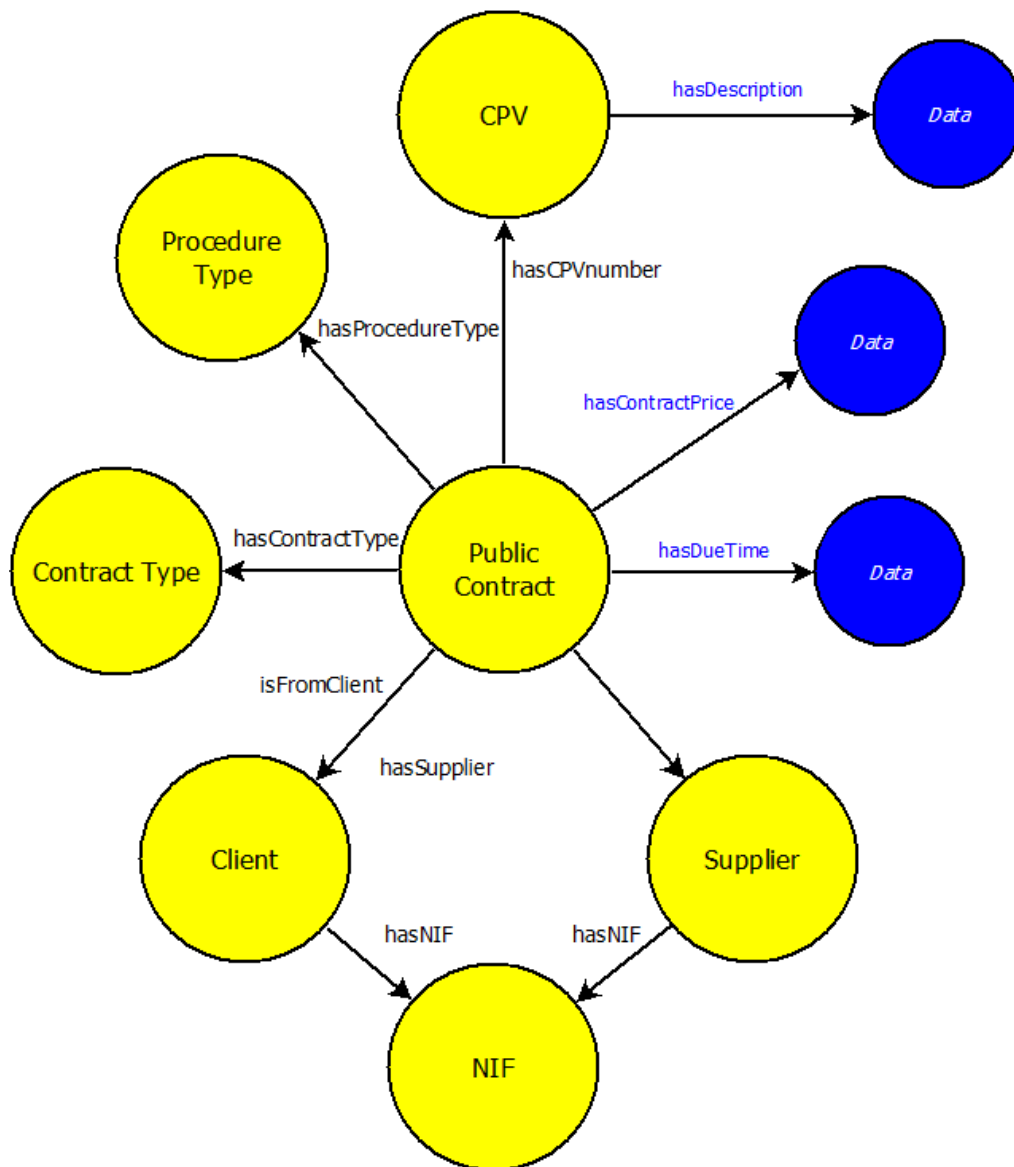 CPV
hasDescription
Data
Procedure
Type
hasCPVnumber
hasProcedureType
Data
hasContractPrice
hasContractType
Public
Contract
hasDueTime
Contract Type
Data
isFromClient
hasSupplier
Client
Supplier
hasNIF
hasNIF
NIF